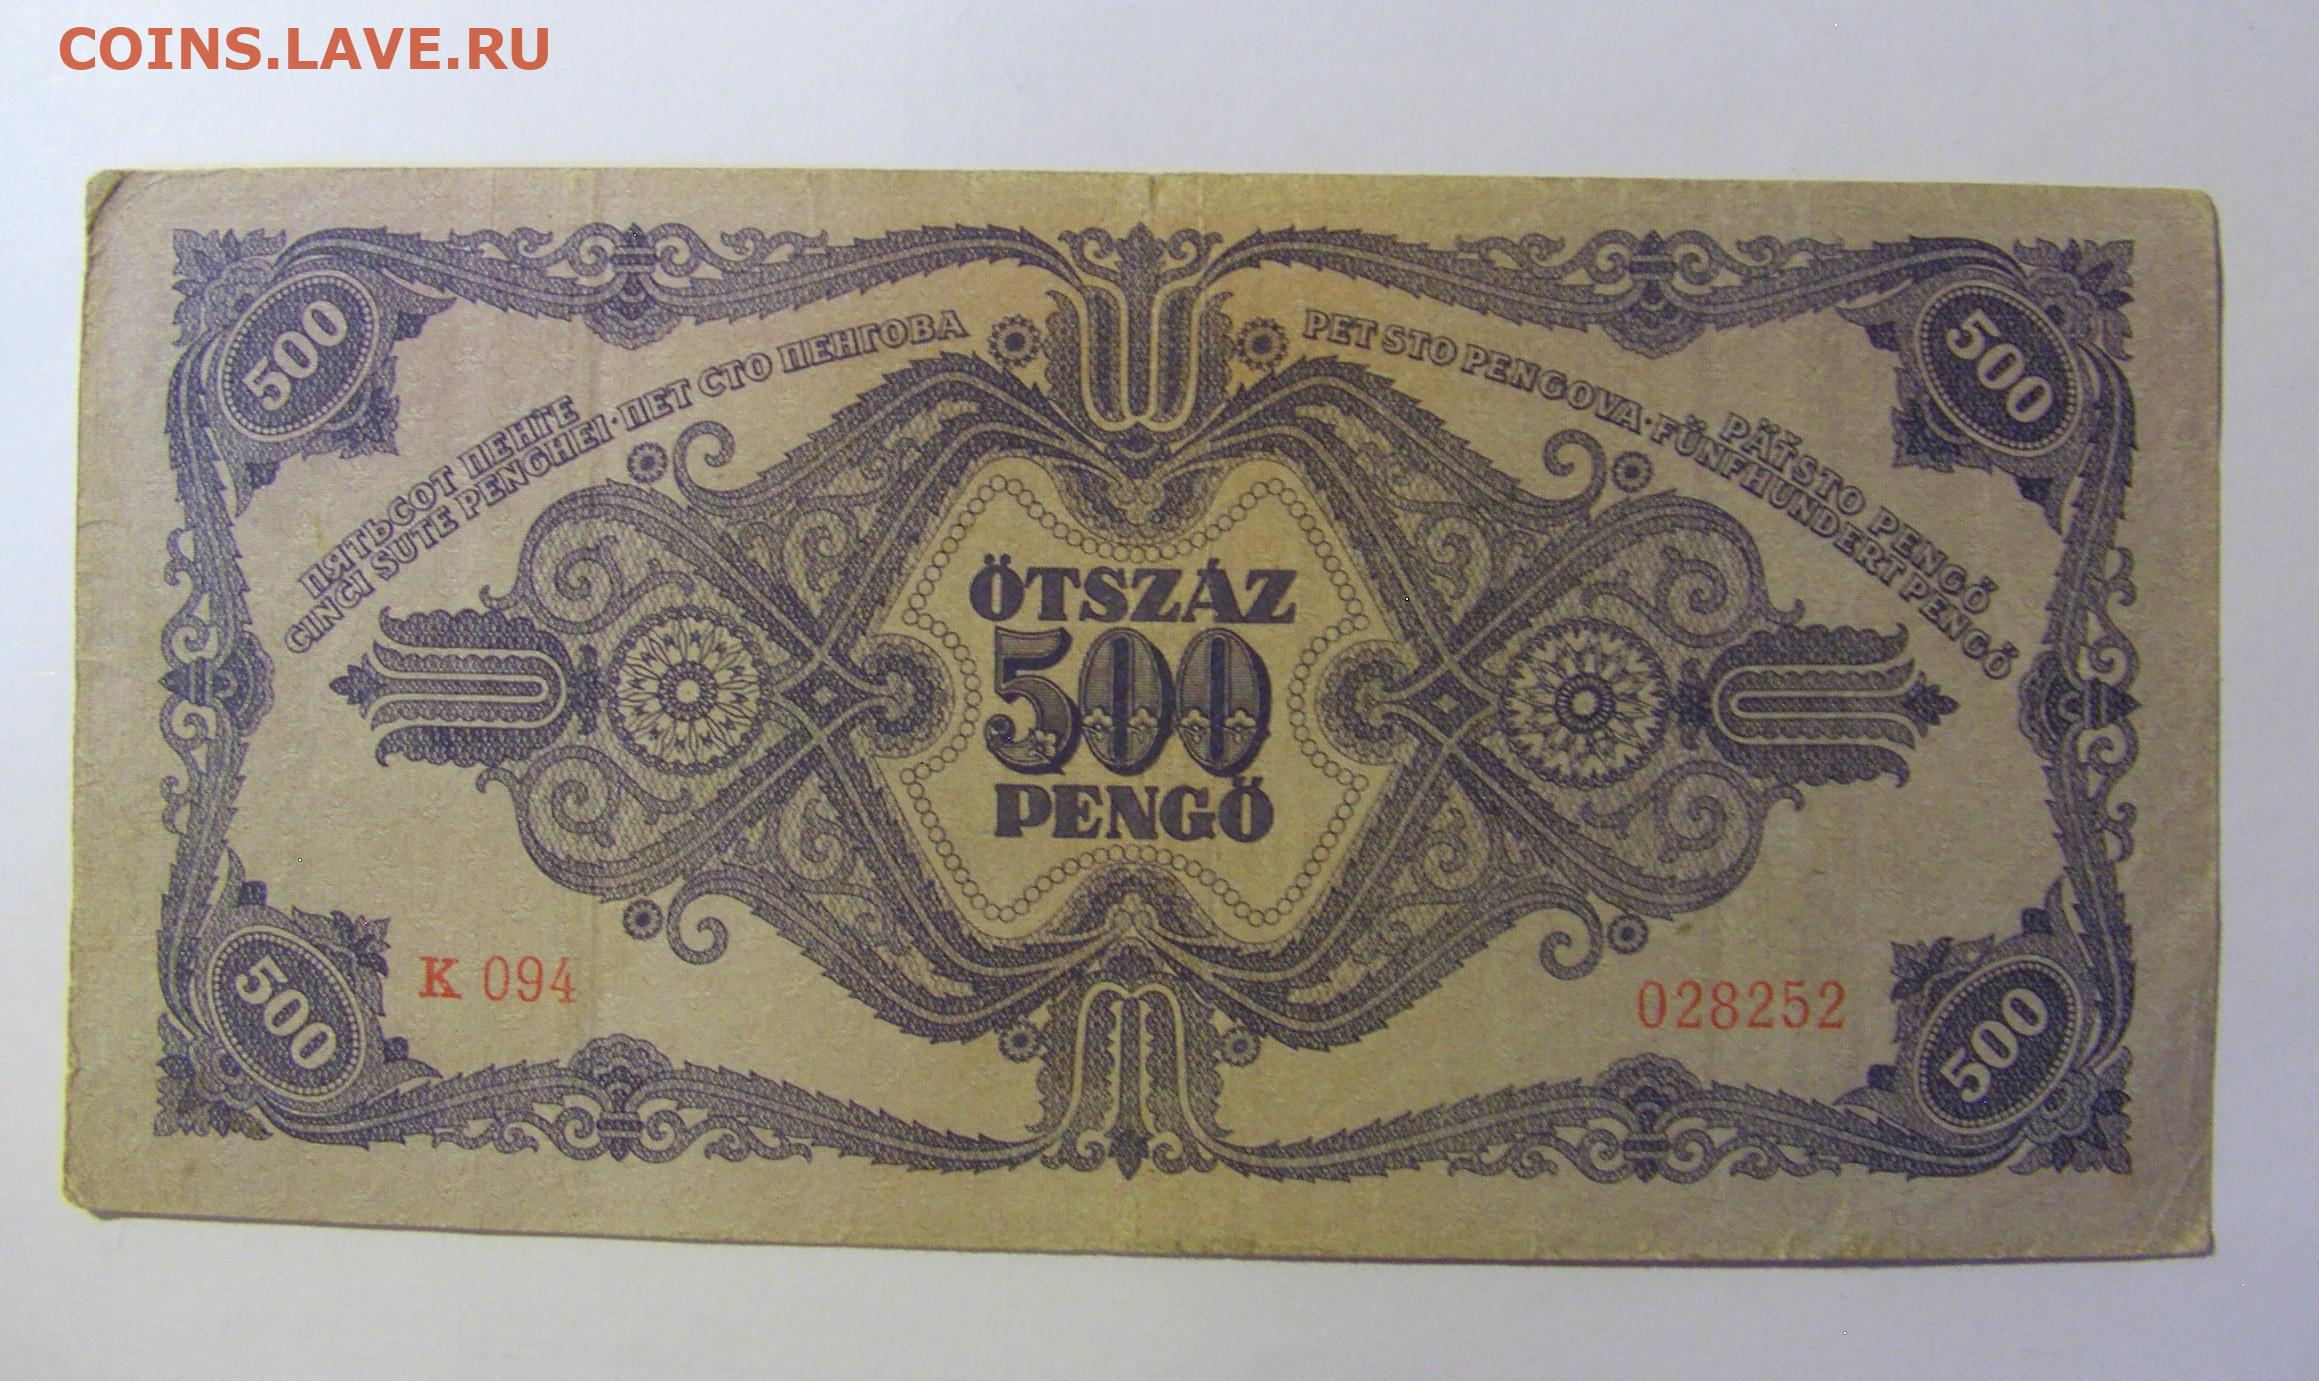 COINS.LAVE.RU
500
500
ПЯТЬСОТ ПЕНГЕ
CINCI SUTE PENGHEI · ПЕТ СТО ПЕНГОВА
PET STO PENGOVA · FÜNFHUNDERT PENGŐ
PÄŤSTO PENGŐ
ÖTSZÁZ
500
PENGŐ
K 094
028252
500
500